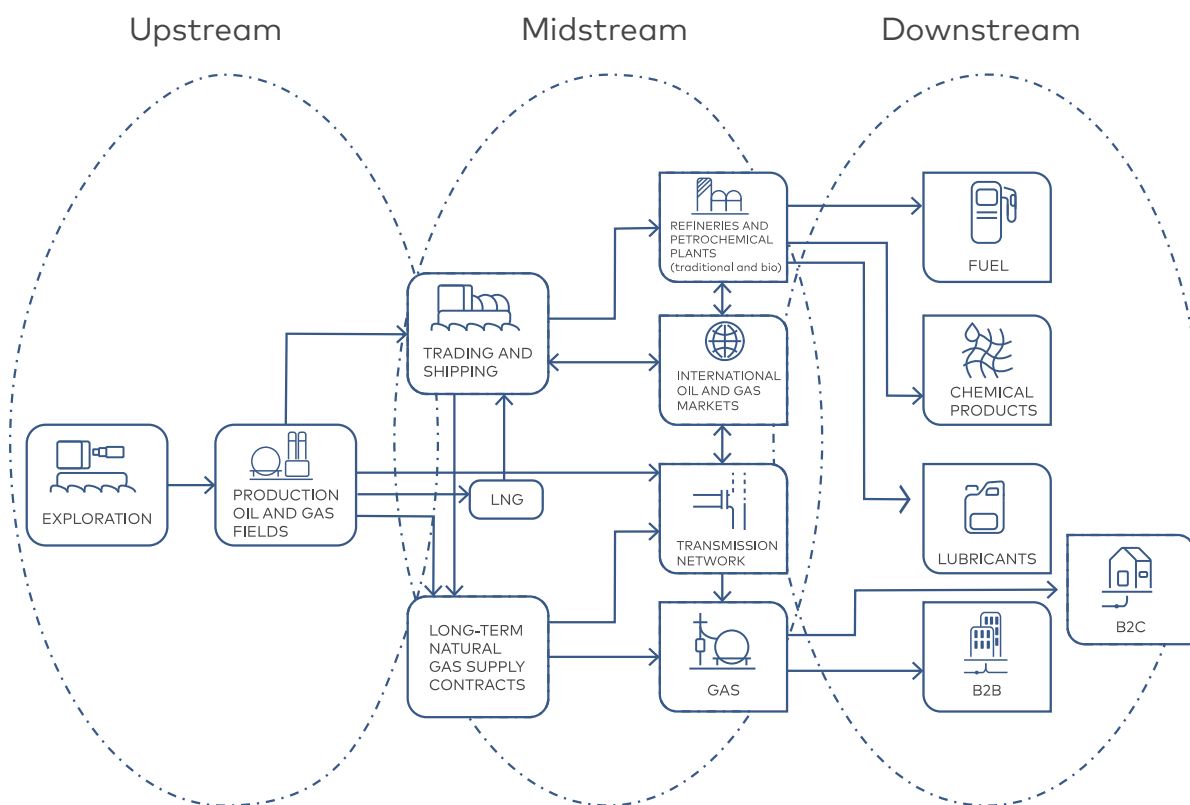 Upstream
Midstream
Downstream
EXPLORATION
PRODUCTION
OIL AND GAS
FIELDS
TRADING AND
SHIPPING
LNG
LONG-TERM
NATURAL
GAS SUPPLY
CONTRACTS
REFINERIES AND
PETROCHEMICAL
PLANTS
(traditional and bio)
INTERNATIONAL
OIL AND GAS
MARKETS
TRANSMISSION
NETWORK
GAS
FUEL
CHEMICAL
PRODUCTS
LUBRICANTS
B2C
B2B